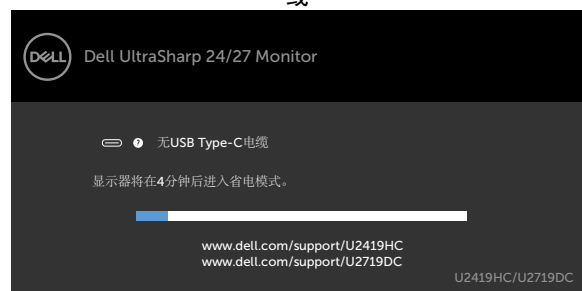 或
DELL
Dell UltraSharp 24/27 Monitor
? 无USB Type-C电缆
显示器将在4分钟后进入省电模式。
www.dell.com/support/U2419HC
www.dell.com/support/U2719DC
U2419HC/U2719DC